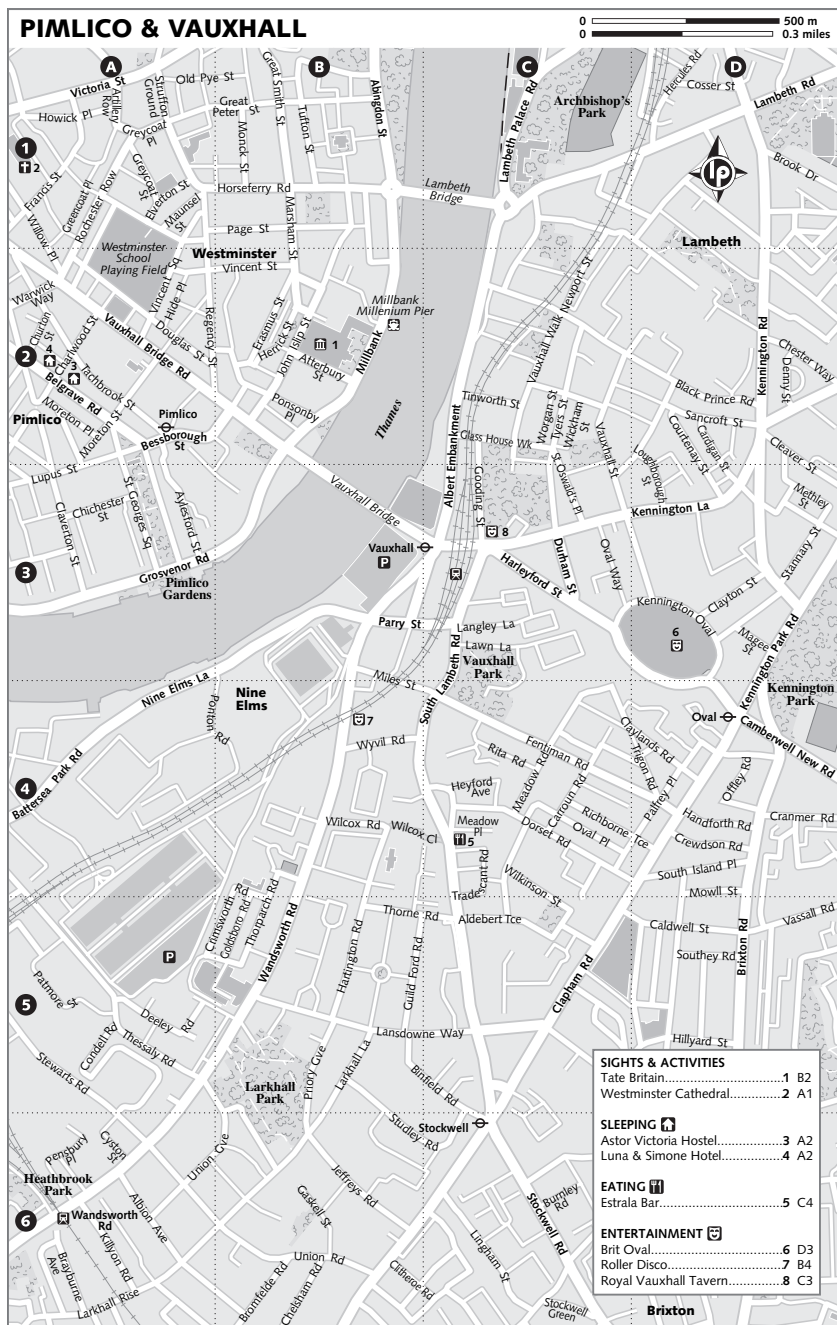 PIMLICO & VAUXHALL
0 500 m
0 0.3 miles
A
B
C
D
Victoria St
Artillery Row
Strutton Ground
Old Pye St
Great Smith St
Abingdon St
Lambeth Palace Rd
Archbishop's Park
Hercules Rd
Cosser St
Lambeth Rd
Howick Pl
Greycoat Pl
Great Peter St
Monck St
Tufton St
1
2
Francis St
Greencoat Pl
Rochester Row
Greycoat St
Elverton St
Maunsel St
Horseferry Rd
Marsham St
Lambeth Bridge
lp
Brook Dr
Willow Pl
Page St
Westminster School Playing Field
Westminster
Vincent St
Lambeth
Warwick Way
Vincent Sq
Hide Pl
Regency St
Erasmus St
Herrick St
John Islip St
Millbank Millenium Pier
Vauxhall Walk
Newport St
Churton St
Charlwood St
Vauxhall Bridge Rd
Douglas St
1
Atterbury St
Millbank
Kennington Rd
Chester Way
Denny St
2
4
3
Belgrave Rd
Tachbrook St
Pimlico
Moreton Pl
Moreton St
Pimlico
Bessborough St
Ponsonby Pl
Thames
Tinworth St
Black Prince Rd
Sancroft St
Worgan St
Tyers St
Wickham St
Vauxhall St
Glass House Wk
Albert Embankment
Courtenay St
Cardigan St
Cleaver St
Lupus St
Loughborough St
St Oswald's Pl
Gooding St
Methley St
Claverton St
Chichester St
St Georges Sq
Aylesford St
Vauxhall Bridge
Kennington La
8
Stannary St
3
Grosvenor Rd
Pimlico Gardens
Vauxhall
P
Harleyford St
Durham St
Oval Way
Clayton St
Kennington Oval
6
Magee St
Kennington Park Rd
Parry St
Langley La
Lawn La
Vauxhall Park
South Lambeth Rd
Nine Elms La
Nine Elms
Miles St
Kennington Park
Ponton Rd
7
Oval
Camberwell New Rd
Wyvil Rd
Fentiman Rd
Rita Rd
Meadow Rd
Claylands Rd
Trigon Rd
Palfrey Pl
Offley Rd
4
Battersea Park Rd
Heyford Ave
Carroun Rd
Richborne Tce
Handforth Rd
Cranmer Rd
Wilcox Rd
Wilcox Cl
Meadow Pl
5
Dorset Rd
Oval Pl
Crewdson Rd
South Island Pl
Tradescant Rd
Wilkinson St
Mowll St
Crimsworth Rd
Goldsboro Rd
Thorparch Rd
Wandsworth Rd
Thorne Rd
Aldebert Tce
Caldwell St
Vassall Rd
Hartington Rd
Guild Ford Rd
Clapham Rd
Southey Rd
Brixton Rd
P
Patmore St
5
Deeley Rd
Condell Rd
Thessaly Rd
Lansdowne Way
Hillyard St
Stewarts Rd
Larkhall Park
Priory Gve
Larkhall La
Binfield Rd
Stockwell
Studley Rd
Pensbury Pl
Cyston St
Union Gve
Heathbrook Park
Jeffreys Rd
6
Wandsworth Rd
Albion Ave
Gaskell St
Stockwell Rd
Burnley Rd
Killyon Rd
Brayburne Ave
Union Rd
Lingham St
Larkhall Rise
Bromfelde Rd
Chelsham Rd
Clitheroe Rd
Stockwell Green
Brixton
SIGHTS & ACTIVITIES
Tate Britain..............................1 B2
Westminster Cathedral...........2 A1
SLEEPING
Astor Victoria Hostel...............3 A2
Luna & Simone Hotel..............4 A2
EATING
Estrala Bar..............................5 C4
ENTERTAINMENT
Brit Oval.................................6 D3
Roller Disco............................7 B4
Royal Vauxhall Tavern.............8 C3